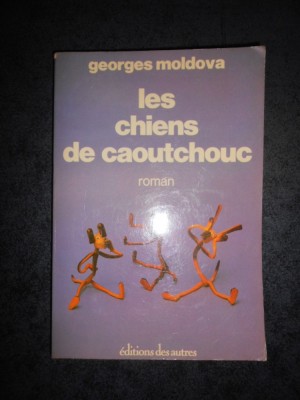 georges moldova
les
chiens
de caoutchouc
roman
éditions des autres